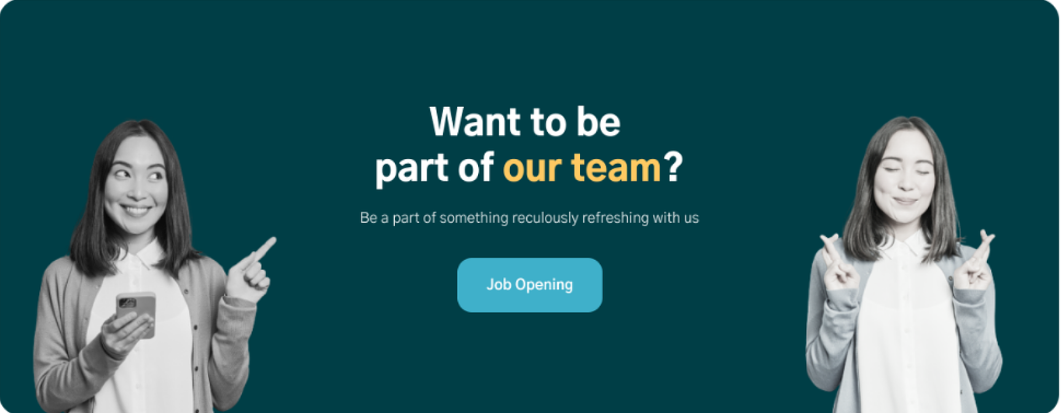 Want to be
part of our team?
Be a part of something reculously refreshing with us
Job Opening